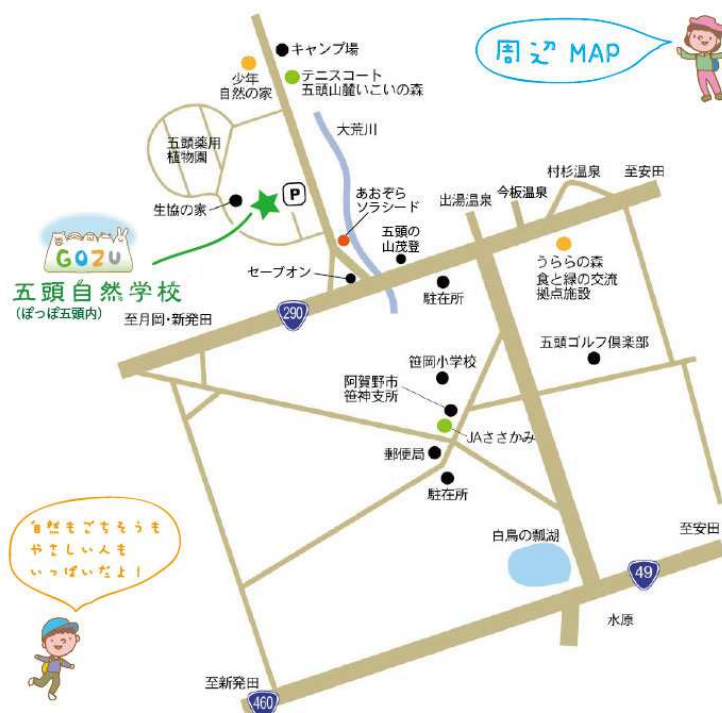 周辺 MAP
キャンプ場
少年
自然の家
テニスコート
五頭山麓いこいの森
大荒川
五頭薬用
植物園
P
生協の家
あおぞら
ソラシード
五頭の
山茂登
出湯温泉
今板温泉
村杉温泉
至安田
うららの森
食と緑の交流
拠点施設
GOZU
五頭自然学校
(ぽっぽ五頭内)
セーブオン
駐在所
至月岡・新発田
290
五頭ゴルフ倶楽部
笹岡小学校
阿賀野市
笹神支所
JAささかみ
郵便局
駐在所
自然もごちそうも
やさしい人も
いっぱいだよ!
白鳥の瓢湖
至安田
49
水原
至新発田
460